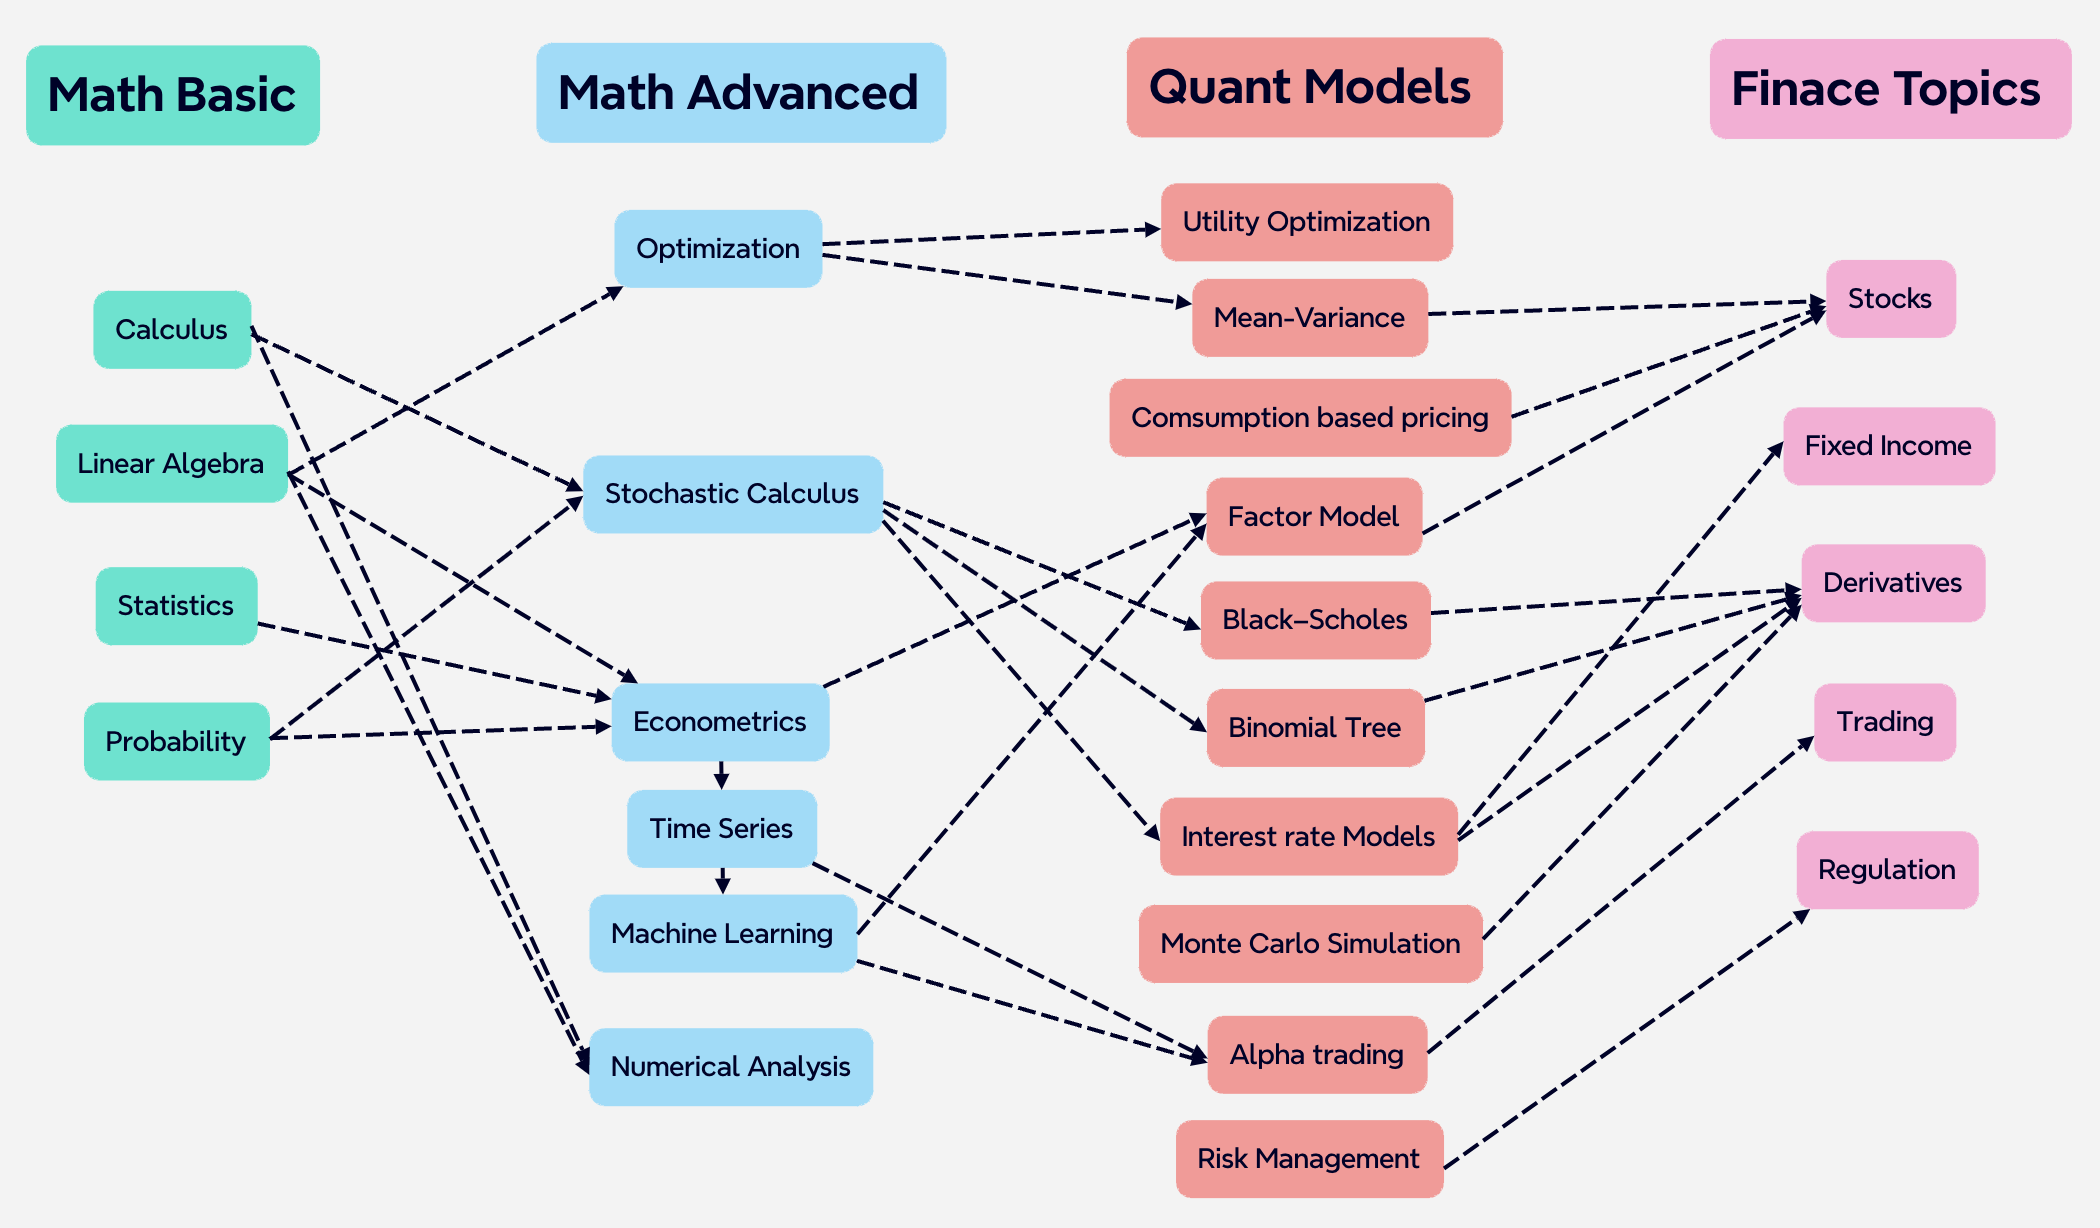 Math Basic
Math Advanced
Quant Models
Finace Topics
Calculus
Linear Algebra
Statistics
Probability
Optimization
Stochastic Calculus
Econometrics
Time Series
Machine Learning
Numerical Analysis
Utility Optimization
Mean-Variance
Comsumption based pricing
Factor Model
Black–Scholes
Binomial Tree
Interest rate Models
Monte Carlo Simulation
Alpha trading
Risk Management
Stocks
Fixed Income
Derivatives
Trading
Regulation